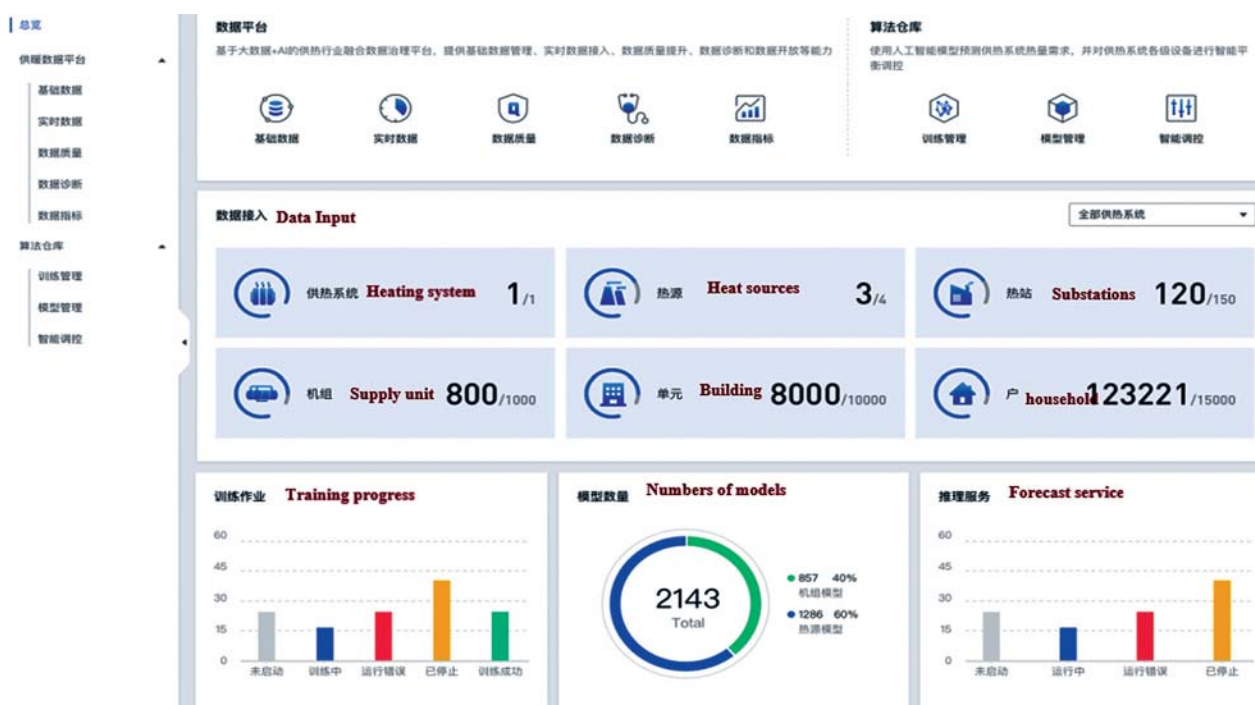 总览
供暖数据平台
基础数据
实时数据
数据质量
数据诊断
数据指标
算法仓库
训练管理
模型管理
智能调控
数据平台
基于大数据+AI的供热行业融合数据治理平台，提供基础数据管理、实时数据接入、数据质量提升、数据诊断和数据开放等能力
基础数据 实时数据 数据质量 数据诊断 数据指标
算法仓库
使用人工智能模型预测供热系统热量需求，并对供热系统各级设备进行智能平
衡调控
训练管理 模型管理 智能调控
数据接入 Data Input 全部供热系统
供热系统 Heating system 1/1
热源 Heat sources 3/4
热站 Substations 120/150
机组 Supply unit 800/1000
单元 Building 8000/10000
户 household 123221/15000
训练作业 Training progress
60
45
30
15
0
未启动 训练中 运行错误 已停止 训练成功
模型数量 Numbers of models
2143
Total
857 40%
机组模型
1286 60%
热源模型
推理服务 Forecast service
60
45
30
15
0
未启动 运行中 运行错误 已停止